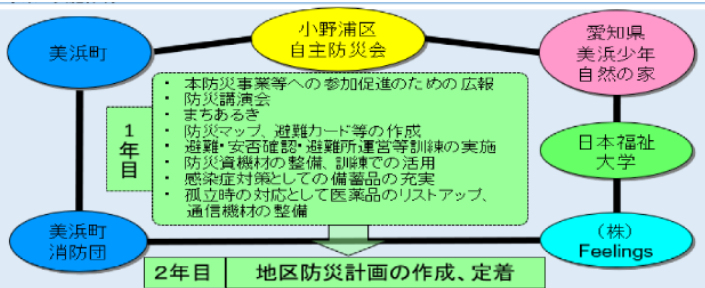 美浜町
小野浦区
自主防災会
愛知県
美浜少年
自然の家
1
年
目
・ 本防災事業等への参加促進のための広報
・ 防災講演会
・ まちあるき
・ 防災マップ、避難カード等の作成
・ 避難・安否確認・避難所運営等訓練の実施
・ 防災資機材の整備、訓練での活用
・ 感染症対策としての備蓄品の充実
・ 孤立時の対応として医薬品のリストアップ、
通信機材の整備
日本福祉
大学
美浜町
消防団
(株)
Feelings
2年目 地区防災計画の作成、定着